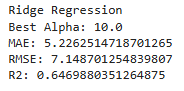 Ridge Regression
Best Alpha: 10.0
MAE: 5.2262514718701265
RMSE: 7.148701254839807
R2: 0.6469880351264875